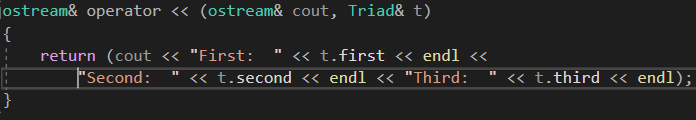 ostream& operator << (ostream& cout, Triad& t)
{
    return (cout << "First:  " << t.first << endl <<
        "Second:  " << t.second << endl << "Third:  " << t.third << endl);
}